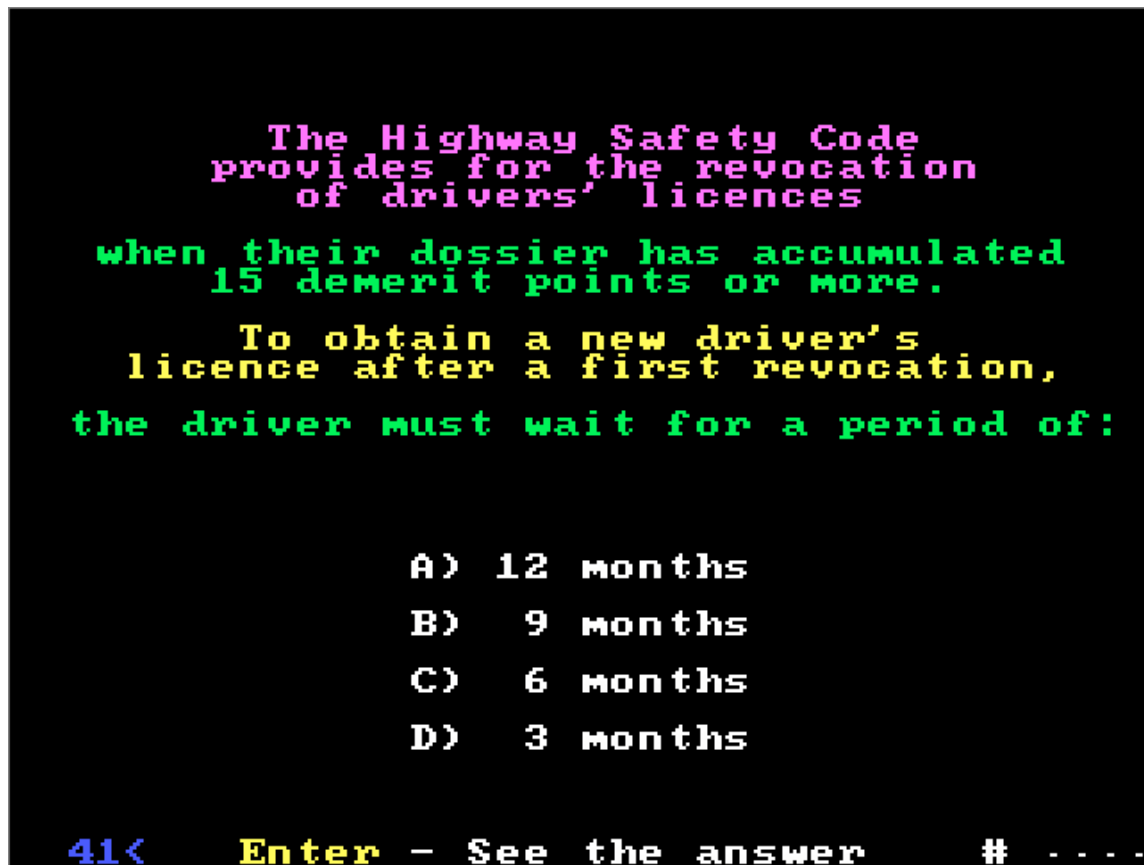 The Highway Safety Code
provides for the revocation
of drivers' licences
when their dossier has accumulated
15 demerit points or more.
To obtain a new driver's
licence after a first revocation,
the driver must wait for a period of:
A) 12 months
B) 9 months
C) 6 months
D) 3 months
41< Enter - See the answer # ----